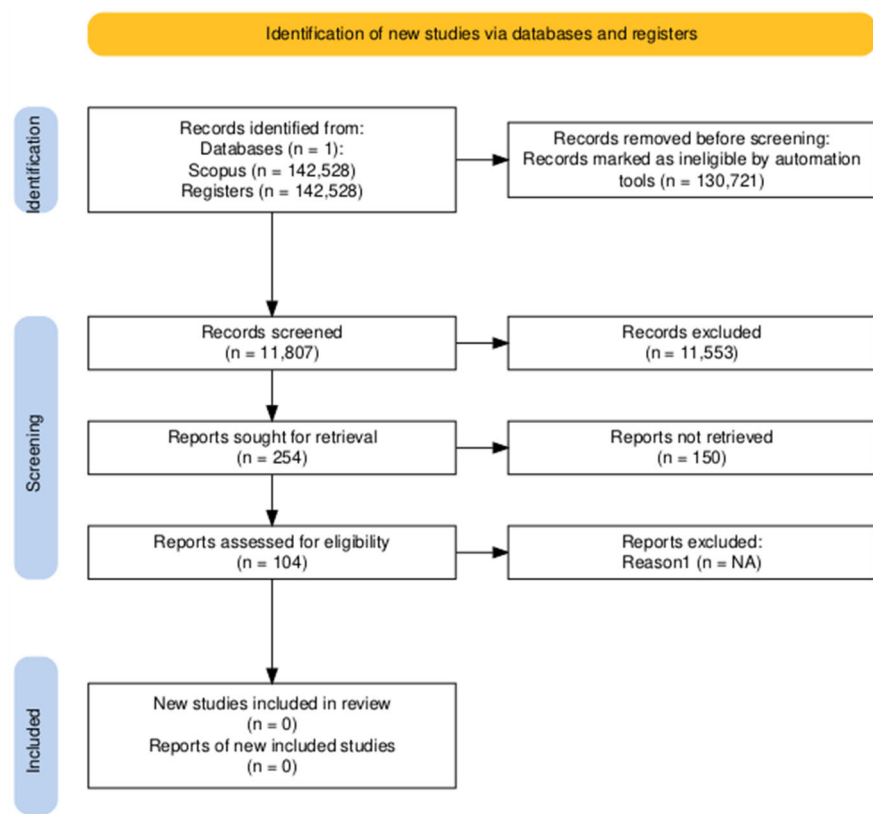 Identification of new studies via databases and registers
Identification
Records identified from:
Databases (n = 1):
Scopus (n = 142,528)
Registers (n = 142,528)
Records removed before screening:
Records marked as ineligible by automation
tools (n = 130,721)
Screening
Records screened
(n = 11,807)
Records excluded
(n = 11,553)
Reports sought for retrieval
(n = 254)
Reports not retrieved
(n = 150)
Reports assessed for eligibility
(n = 104)
Reports excluded:
Reason1 (n = NA)
Included
New studies included in review
(n = 0)
Reports of new included studies
(n = 0)